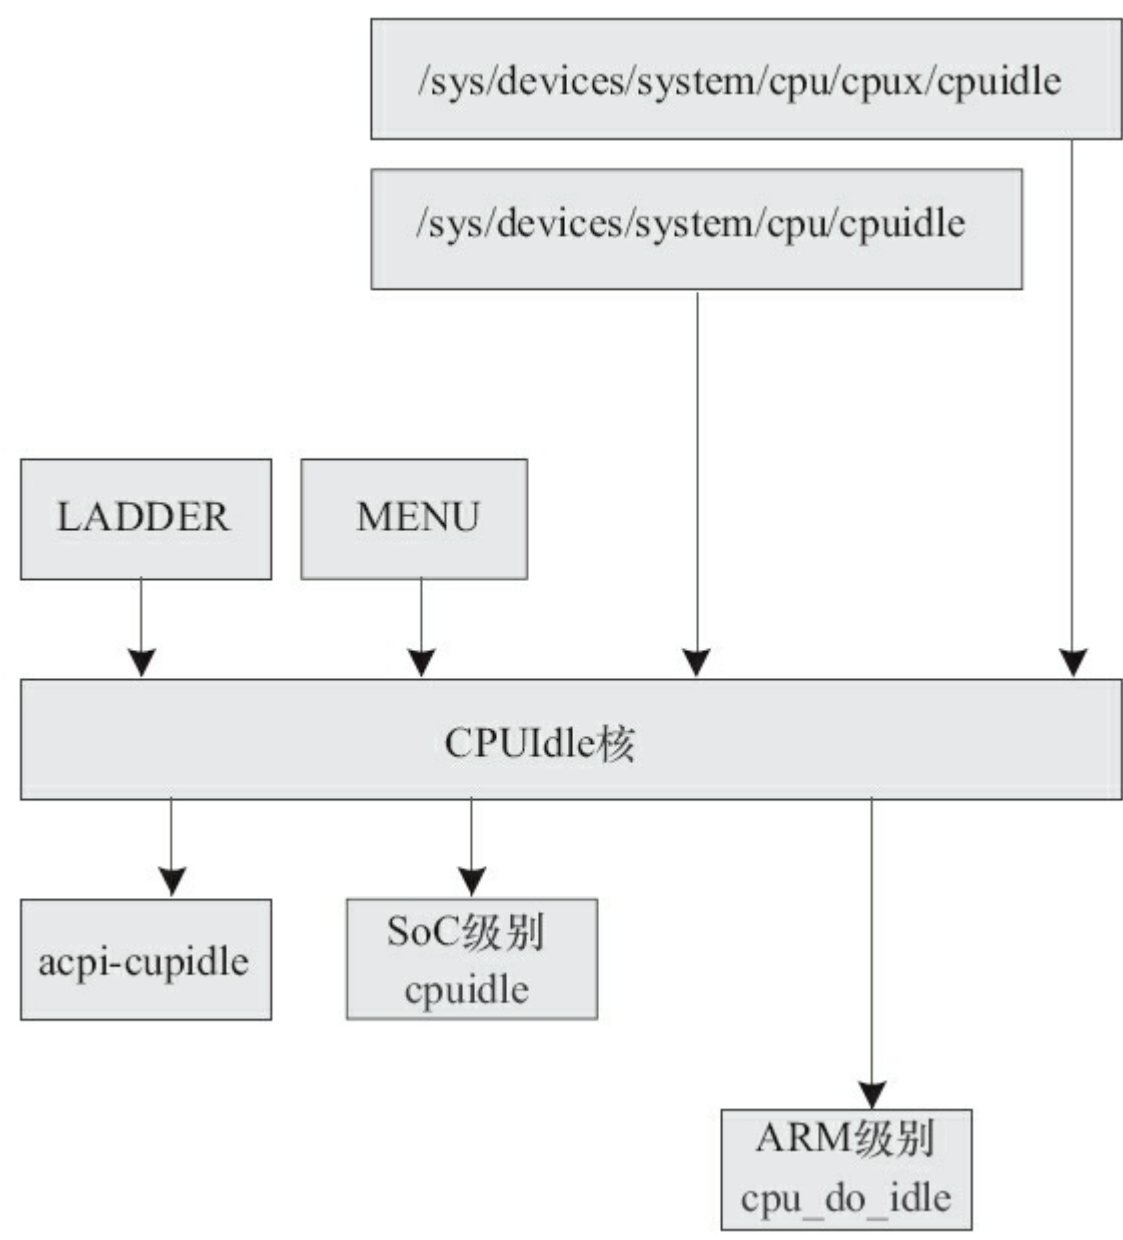 /sys/devices/system/cpu/cpux/cpuidle
/sys/devices/system/cpu/cpuidle
LADDER
MENU
CPUIdle核
acpi-cupidle
SoC级别
cpuidle
ARM级别
cpu_do_idle